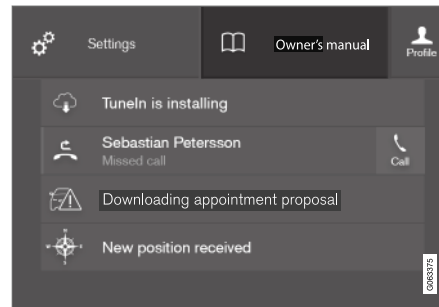 Settings
Owner's manual
Profile
TuneIn is installing
Sebastian Petersson
Missed call
Call
Downloading appointment proposal
New position received
G063375